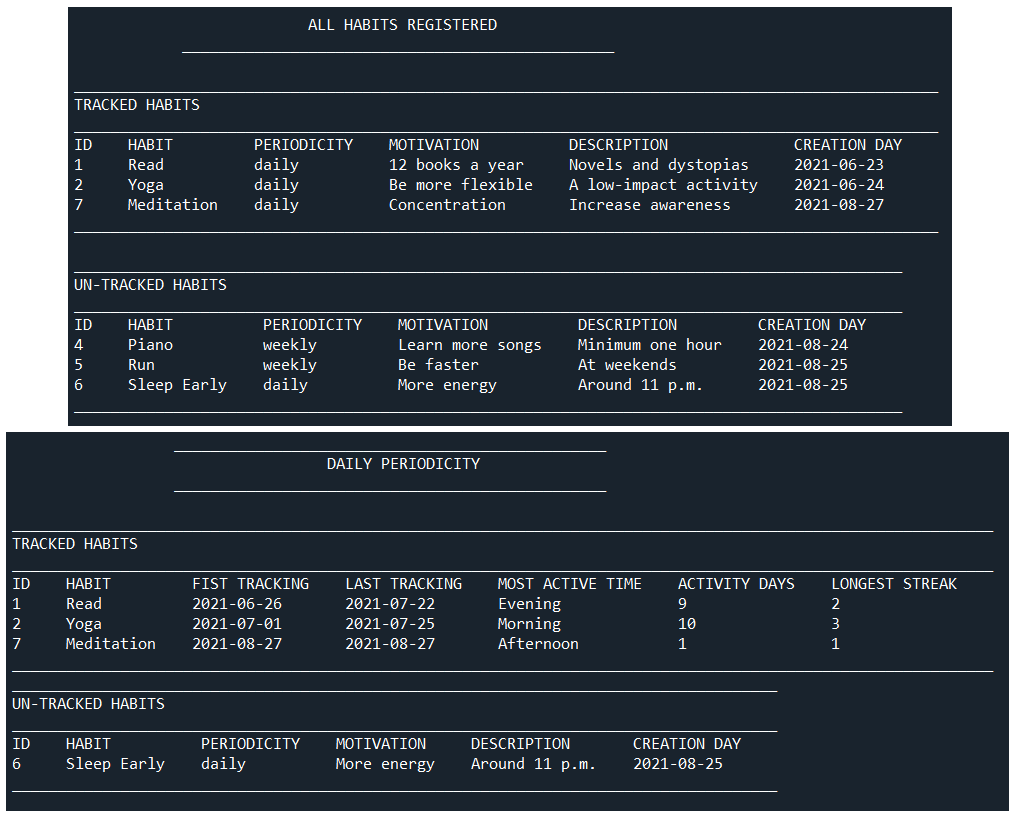 ALL HABITS REGISTERED
TRACKED HABITS
ID HABIT PERIODICITY MOTIVATION DESCRIPTION CREATION DAY
1 Read daily 12 books a year Novels and dystopias 2021-06-23
2 Yoga daily Be more flexible A low-impact activity 2021-06-24
7 Meditation daily Concentration Increase awareness 2021-08-27
UN-TRACKED HABITS
ID HABIT PERIODICITY MOTIVATION DESCRIPTION CREATION DAY
4 Piano weekly Learn more songs Minimum one hour 2021-08-24
5 Run weekly Be faster At weekends 2021-08-25
6 Sleep Early daily More energy Around 11 p.m. 2021-08-25
DAILY PERIODICITY
TRACKED HABITS
ID HABIT FIST TRACKING LAST TRACKING MOST ACTIVE TIME ACTIVITY DAYS LONGEST STREAK
1 Read 2021-06-26 2021-07-22 Evening 9 2
2 Yoga 2021-07-01 2021-07-25 Morning 10 3
7 Meditation 2021-08-27 2021-08-27 Afternoon 1 1
UN-TRACKED HABITS
ID HABIT PERIODICITY MOTIVATION DESCRIPTION CREATION DAY
6 Sleep Early daily More energy Around 11 p.m. 2021-08-25